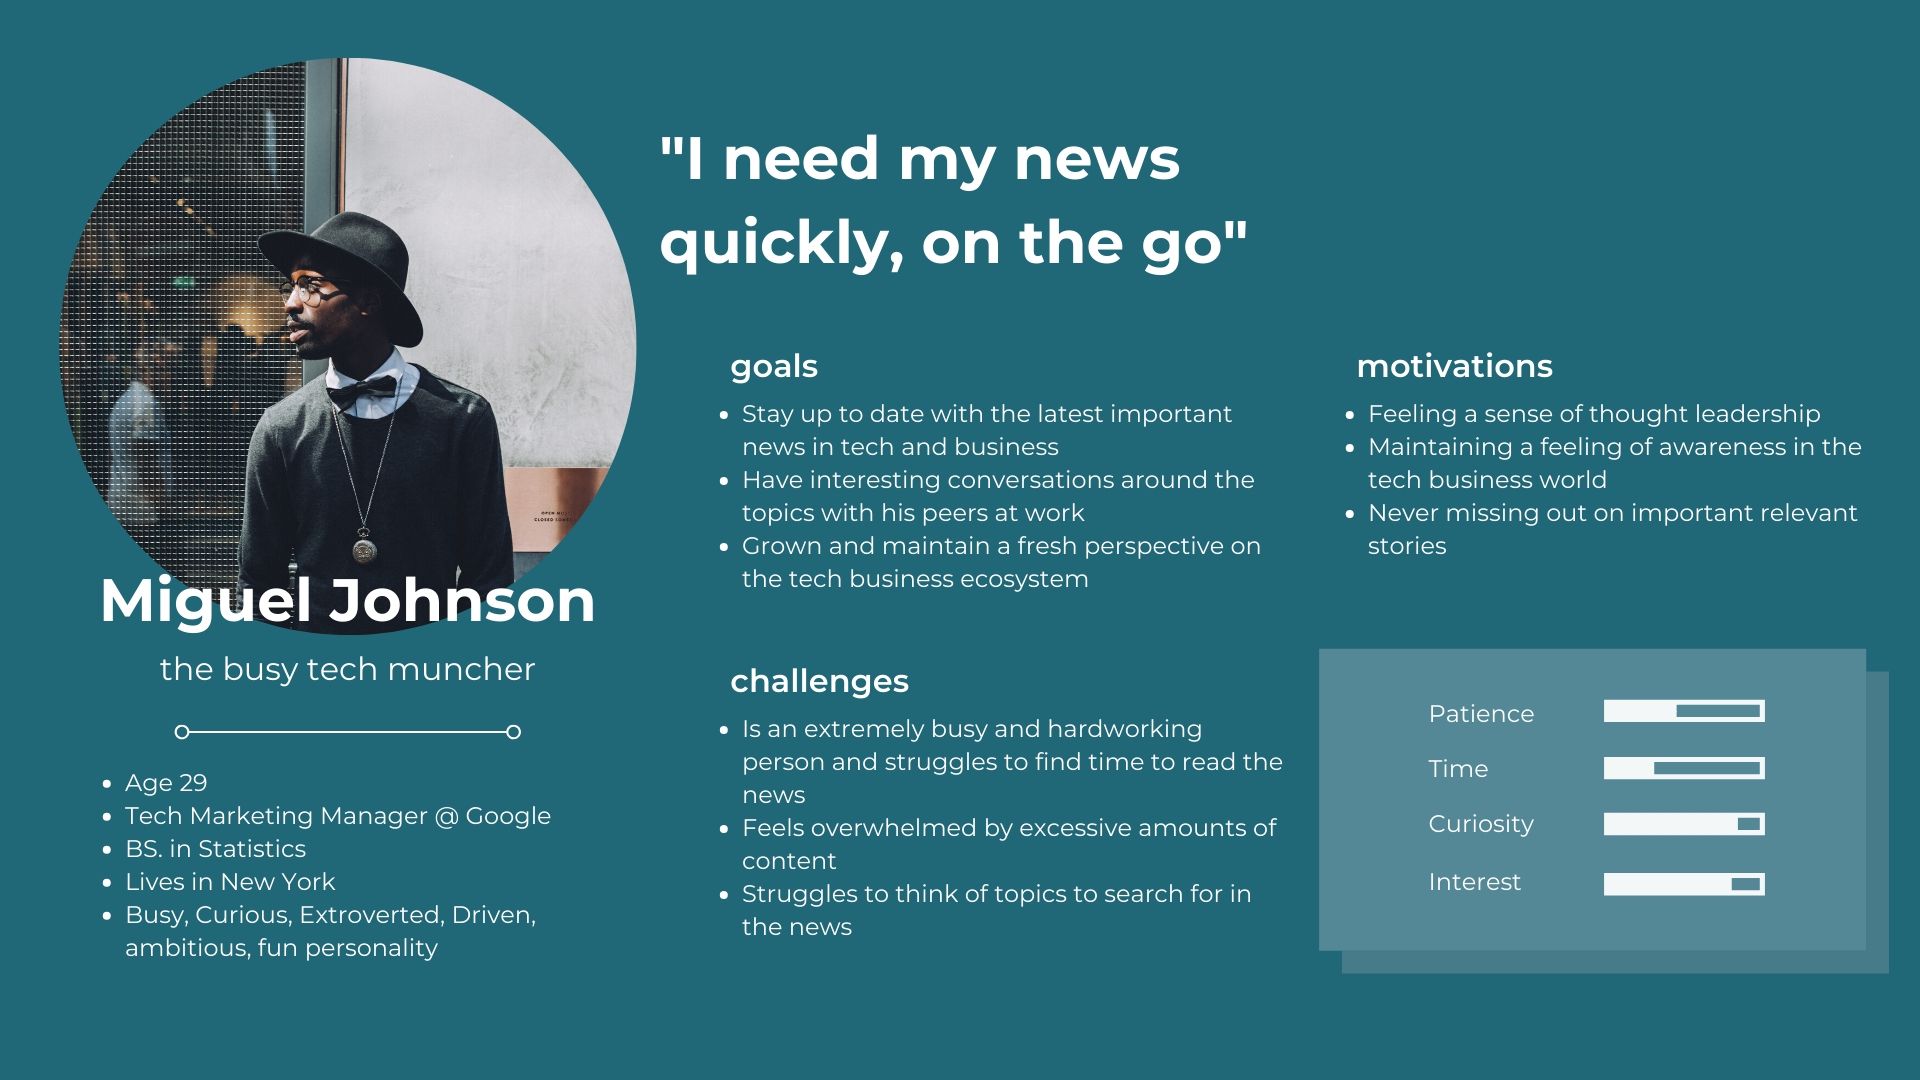 "I need my news
quickly, on the go"
Miguel Johnson
the busy tech muncher
Age 29
Tech Marketing Manager @ Google
BS. in Statistics
Lives in New York
Busy, Curious, Extroverted, Driven,
ambitious, fun personality
goals
Stay up to date with the latest important
news in tech and business
Have interesting conversations around the
topics with his peers at work
Grown and maintain a fresh perspective on
the tech business ecosystem
challenges
Is an extremely busy and hardworking
person and struggles to find time to read the
news
Feels overwhelmed by excessive amounts of
content
Struggles to think of topics to search for in
the news
motivations
Feeling a sense of thought leadership
Maintaining a feeling of awareness in the
tech business world
Never missing out on important relevant
stories
Patience
Time
Curiosity
Interest
OPEN
CLOSED